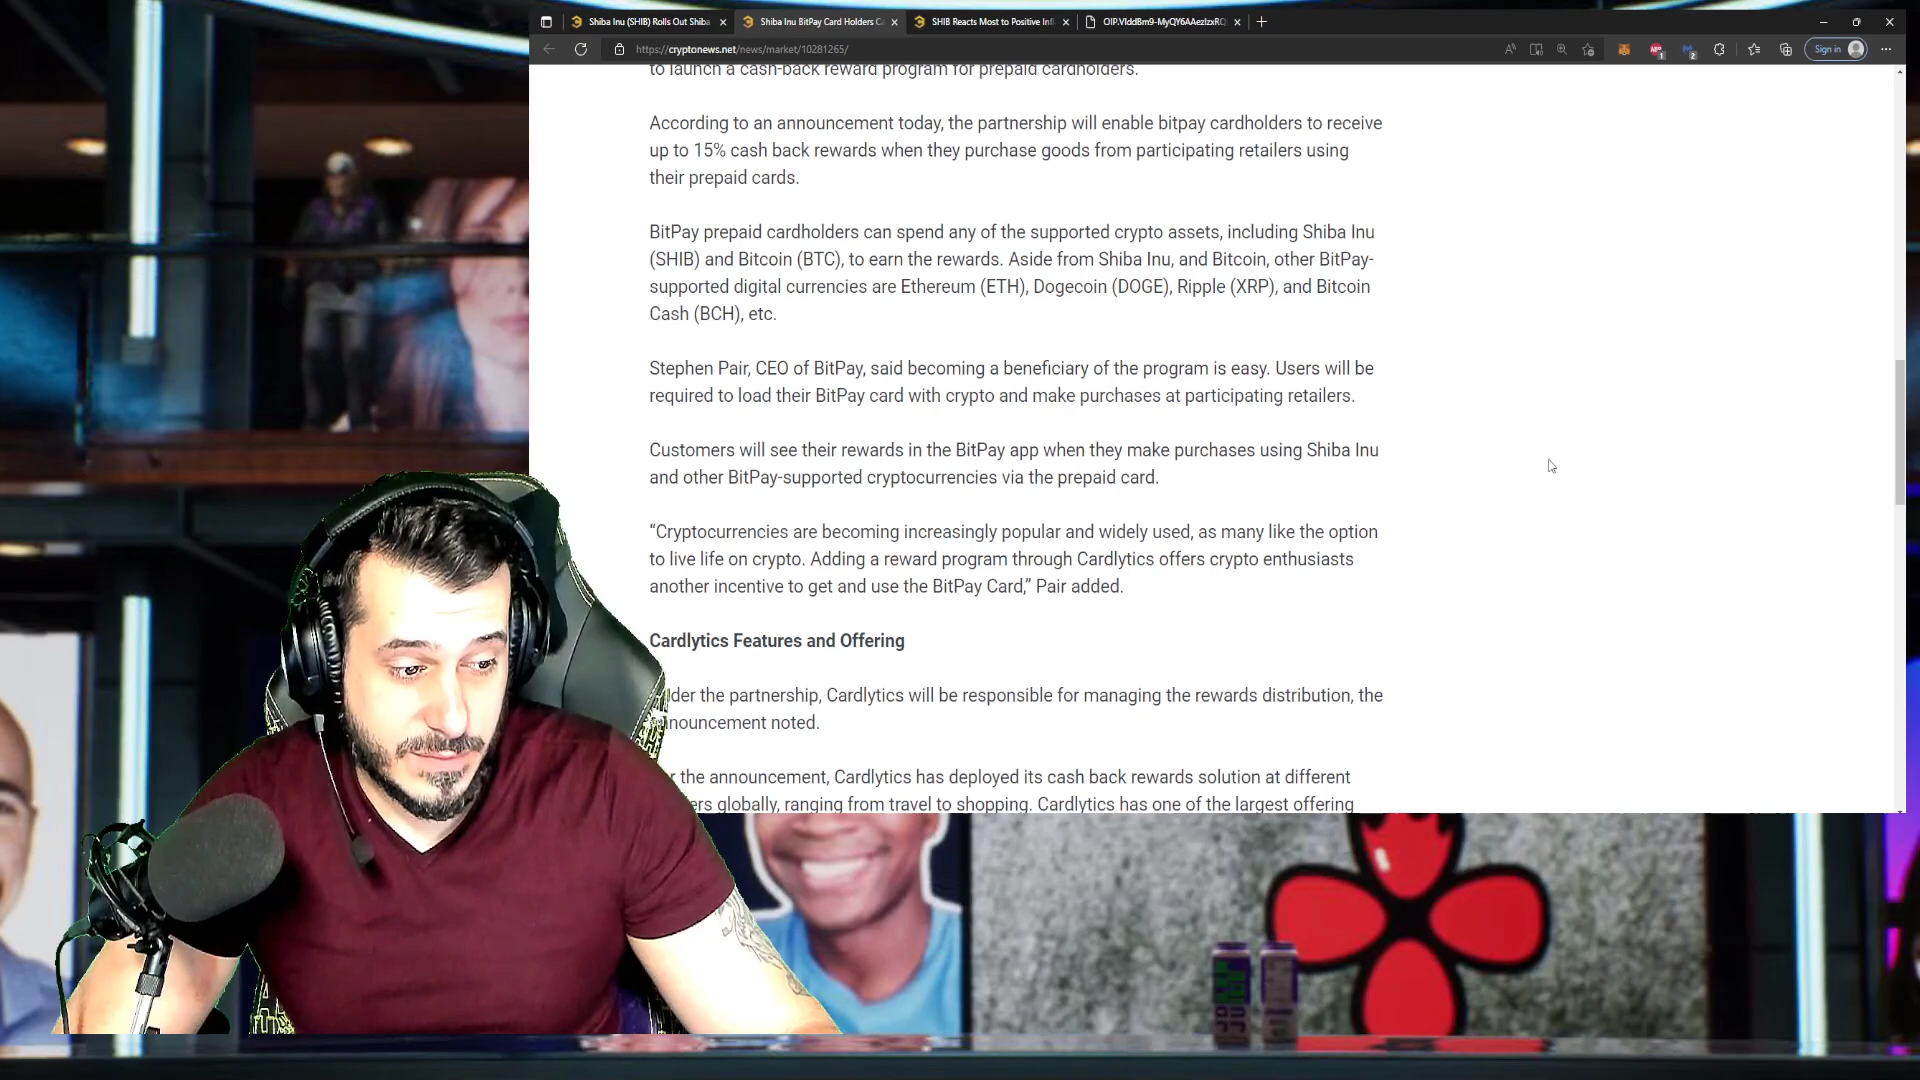 Shiba Inu (SHIB) Rolls Out Shiba
Shiba Inu BitPay Card Holders C
SHIB Reacts Most to Positive Infl
OIP.VIddBm9-MyQY6AAezIzxRQ
https://cryptonews.net/news/market/10281265/
Sign in
to launch a cash-back reward program for prepaid cardholders.
According to an announcement today, the partnership will enable bitpay cardholders to receive
up to 15% cash back rewards when they purchase goods from participating retailers using
their prepaid cards.
BitPay prepaid cardholders can spend any of the supported crypto assets, including Shiba Inu
(SHIB) and Bitcoin (BTC), to earn the rewards. Aside from Shiba Inu, and Bitcoin, other BitPay-
supported digital currencies are Ethereum (ETH), Dogecoin (DOGE), Ripple (XRP), and Bitcoin
Cash (BCH), etc.
Stephen Pair, CEO of BitPay, said becoming a beneficiary of the program is easy. Users will be
required to load their BitPay card with crypto and make purchases at participating retailers.
Customers will see their rewards in the BitPay app when they make purchases using Shiba Inu
and other BitPay-supported cryptocurrencies via the prepaid card.
“Cryptocurrencies are becoming increasingly popular and widely used, as many like the option
to live life on crypto. Adding a reward program through Cardlytics offers crypto enthusiasts
another incentive to get and use the BitPay Card,” Pair added.
Cardlytics Features and Offering
der the partnership, Cardlytics will be responsible for managing the rewards distribution, the
nouncement noted.
r the announcement, Cardlytics has deployed its cash back rewards solution at different
ers globally, ranging from travel to shopping. Cardlytics has one of the largest offering